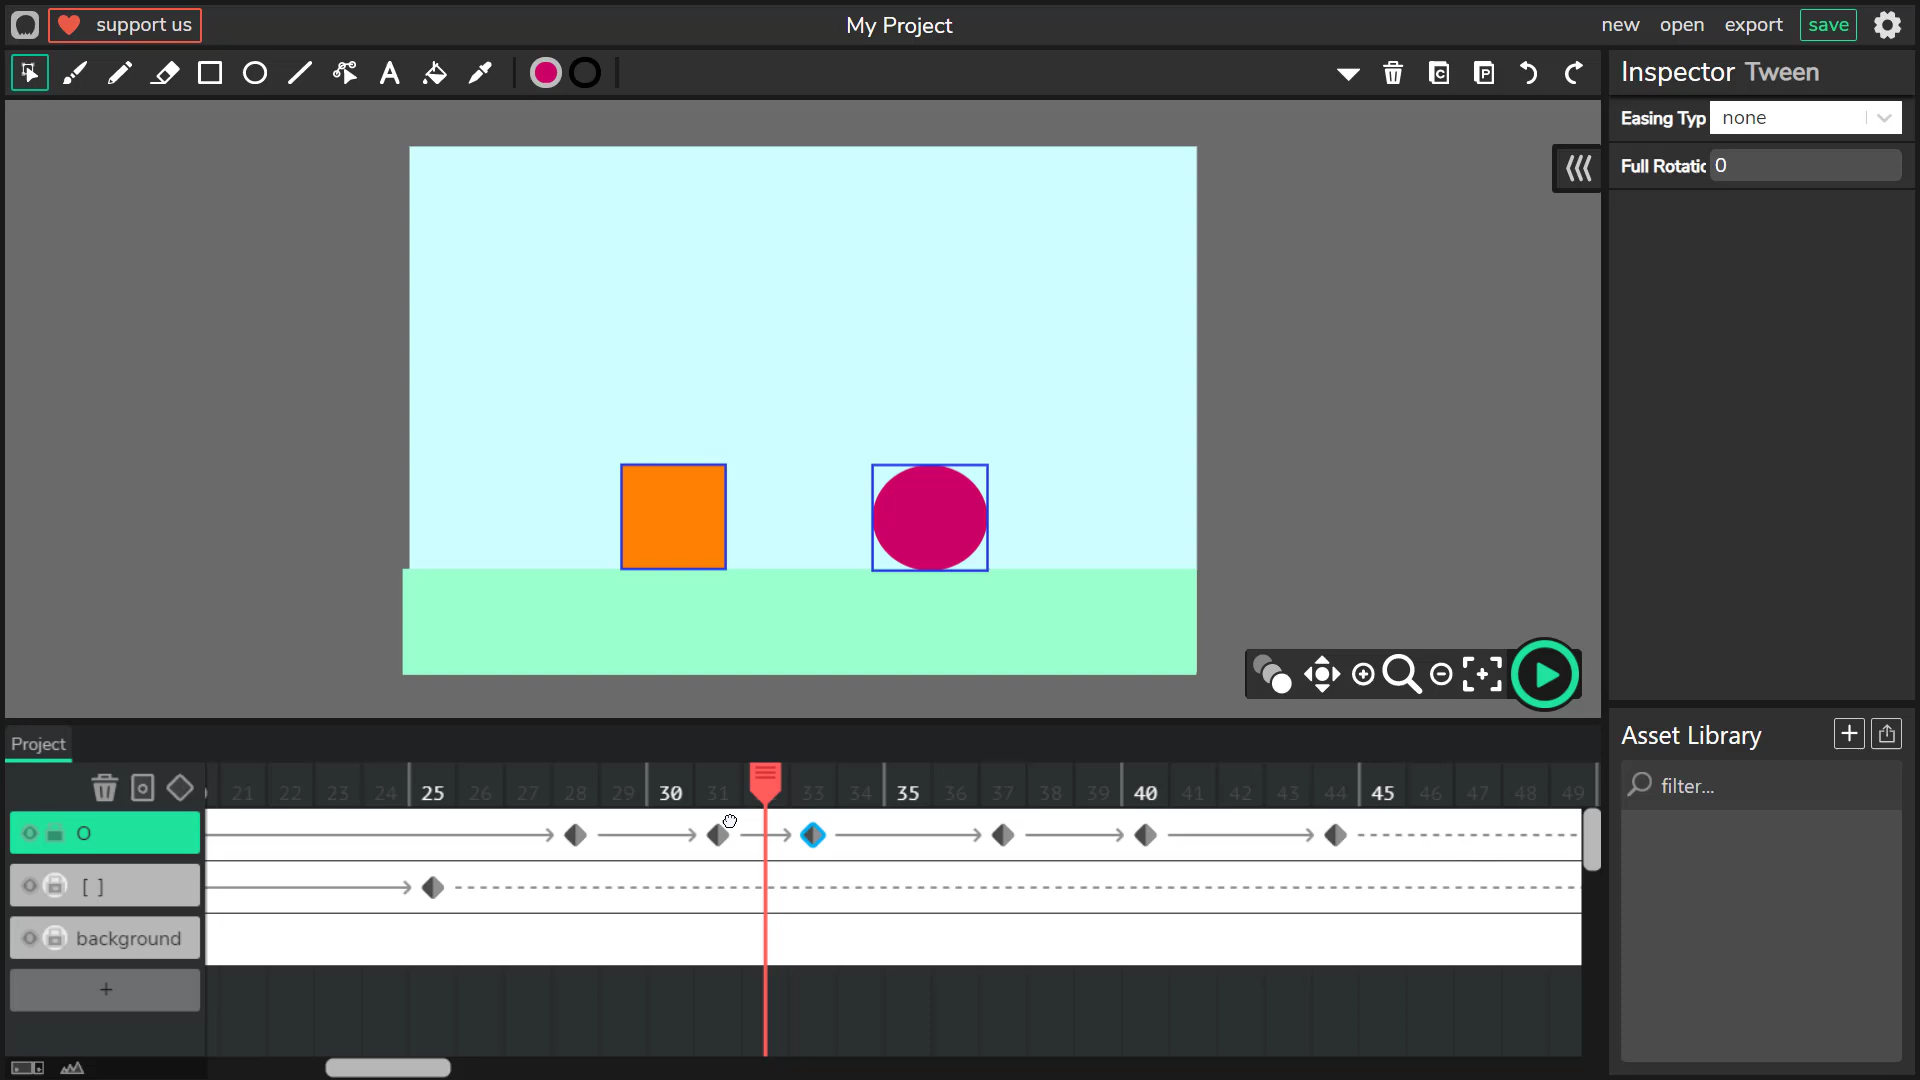 support us
My Project
new open export save
Inspector Tween
Easing Typ none
Full Rotatic 0
Project
21 22 23 24 25 26 27 28 29 30 31 33 34 35 36 37 38 39 40 41 42 43 44 45 46 47 48 49
O
[ ]
background
+
Asset Library
filter...